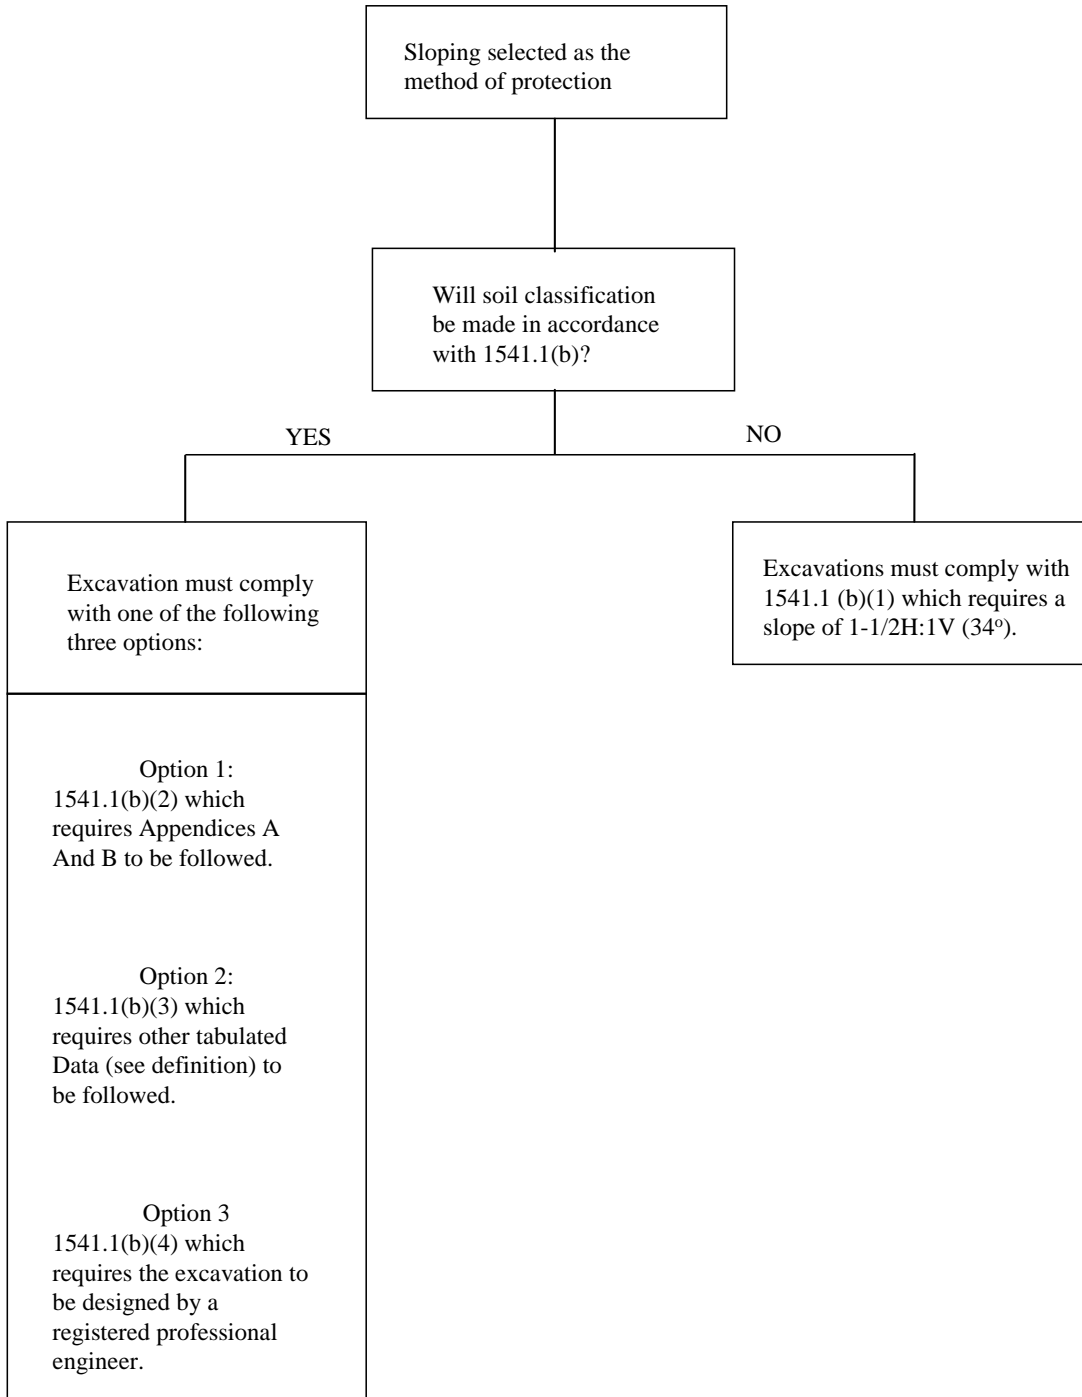 Sloping selected as the
method of protection
Will soil classification
be made in accordance
with 1541.1(b)?
YES
NO
Excavation must comply
with one of the following
three options:
Excavations must comply with
1541.1 (b)(1) which requires a
slope of 1-1/2H:1V (34º).
Option 1:
1541.1(b)(2) which
requires Appendices A
And B to be followed.
Option 2:
1541.1(b)(3) which
requires other tabulated
Data (see definition) to
be followed.
Option 3
1541.1(b)(4) which
requires the excavation to
be designed by a
registered professional
engineer.